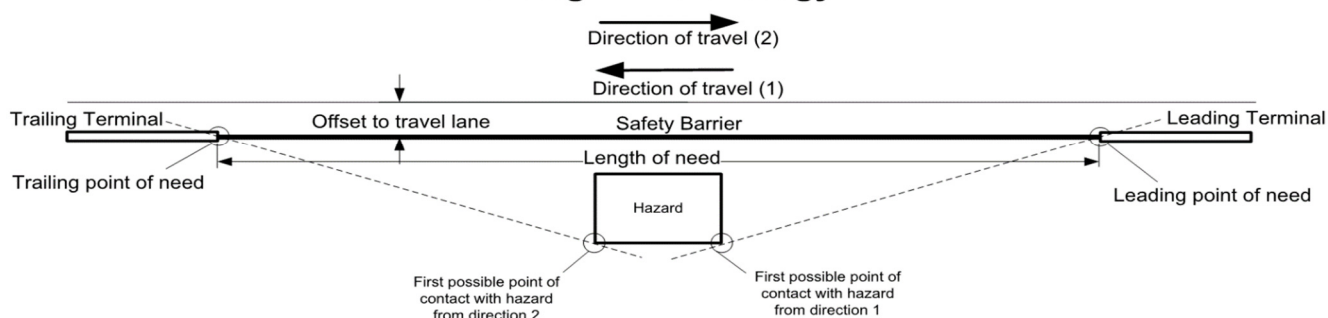 Direction of travel (2)
Direction of travel (1)
Trailing Terminal
Offset to travel lane
Safety Barrier
Leading Terminal
Length of need
Trailing point of need
Leading point of need
Hazard
First possible point of
contact with hazard
from direction 2
First possible point of
contact with hazard
from direction 1